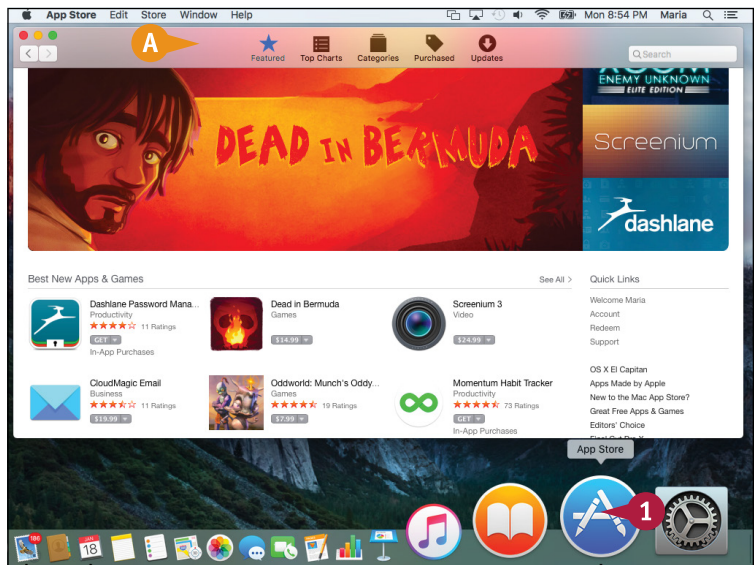 App Store Edit Store Window Help Mon 8:54 PM Maria
A
Featured Top Charts Categories Purchased Updates
Search
ENEMY UNKNOWN
ELITE EDITION
DEAD IN BERMUDA
Screenium
dashlane
Best New Apps & Games See All >
Quick Links
Dashlane Password Mana...
Productivity
11 Ratings
GET
In-App Purchases
Dead in Bermuda
Games
$14.99
Screenium 3
Video
$24.99
Welcome Maria
Account
Redeem
Support
CloudMagic Email
Business
11 Ratings
$19.99
Oddworld: Munch's Oddy...
Games
19 Ratings
$7.99
Momentum Habit Tracker
Productivity
73 Ratings
GET
In-App Purchases
OS X El Capitan
Apps Made by Apple
New to the Mac App Store?
Great Free Apps & Games
Editors' Choice
App Store
1
JAN
18